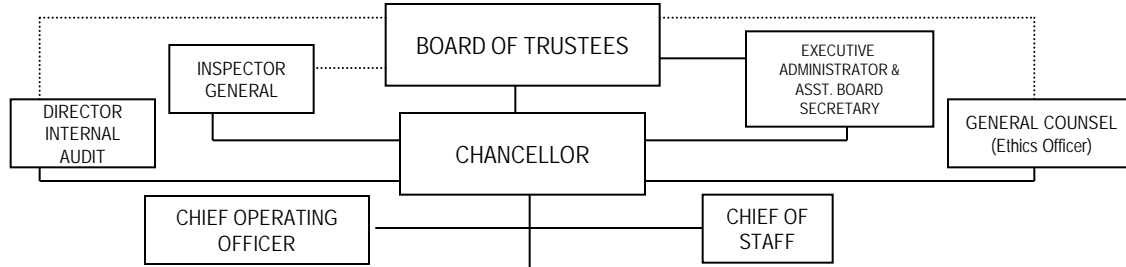 BOARD OF TRUSTEES
INSPECTOR
GENERAL
EXECUTIVE
ADMINISTRATOR &
ASST. BOARD
SECRETARY
DIRECTOR
INTERNAL
AUDIT
GENERAL COUNSEL
(Ethics Officer)
CHANCELLOR
CHIEF OPERATING
OFFICER
CHIEF OF
STAFF